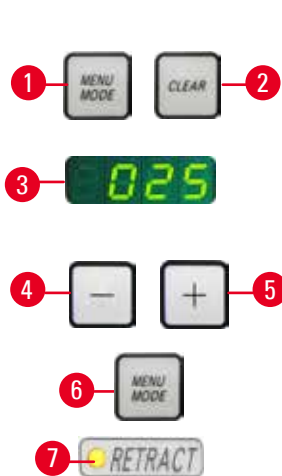 1 MENU MODE CLEAR 2
3 025
4 − + 5
6 MENU MODE
7 RETRACT